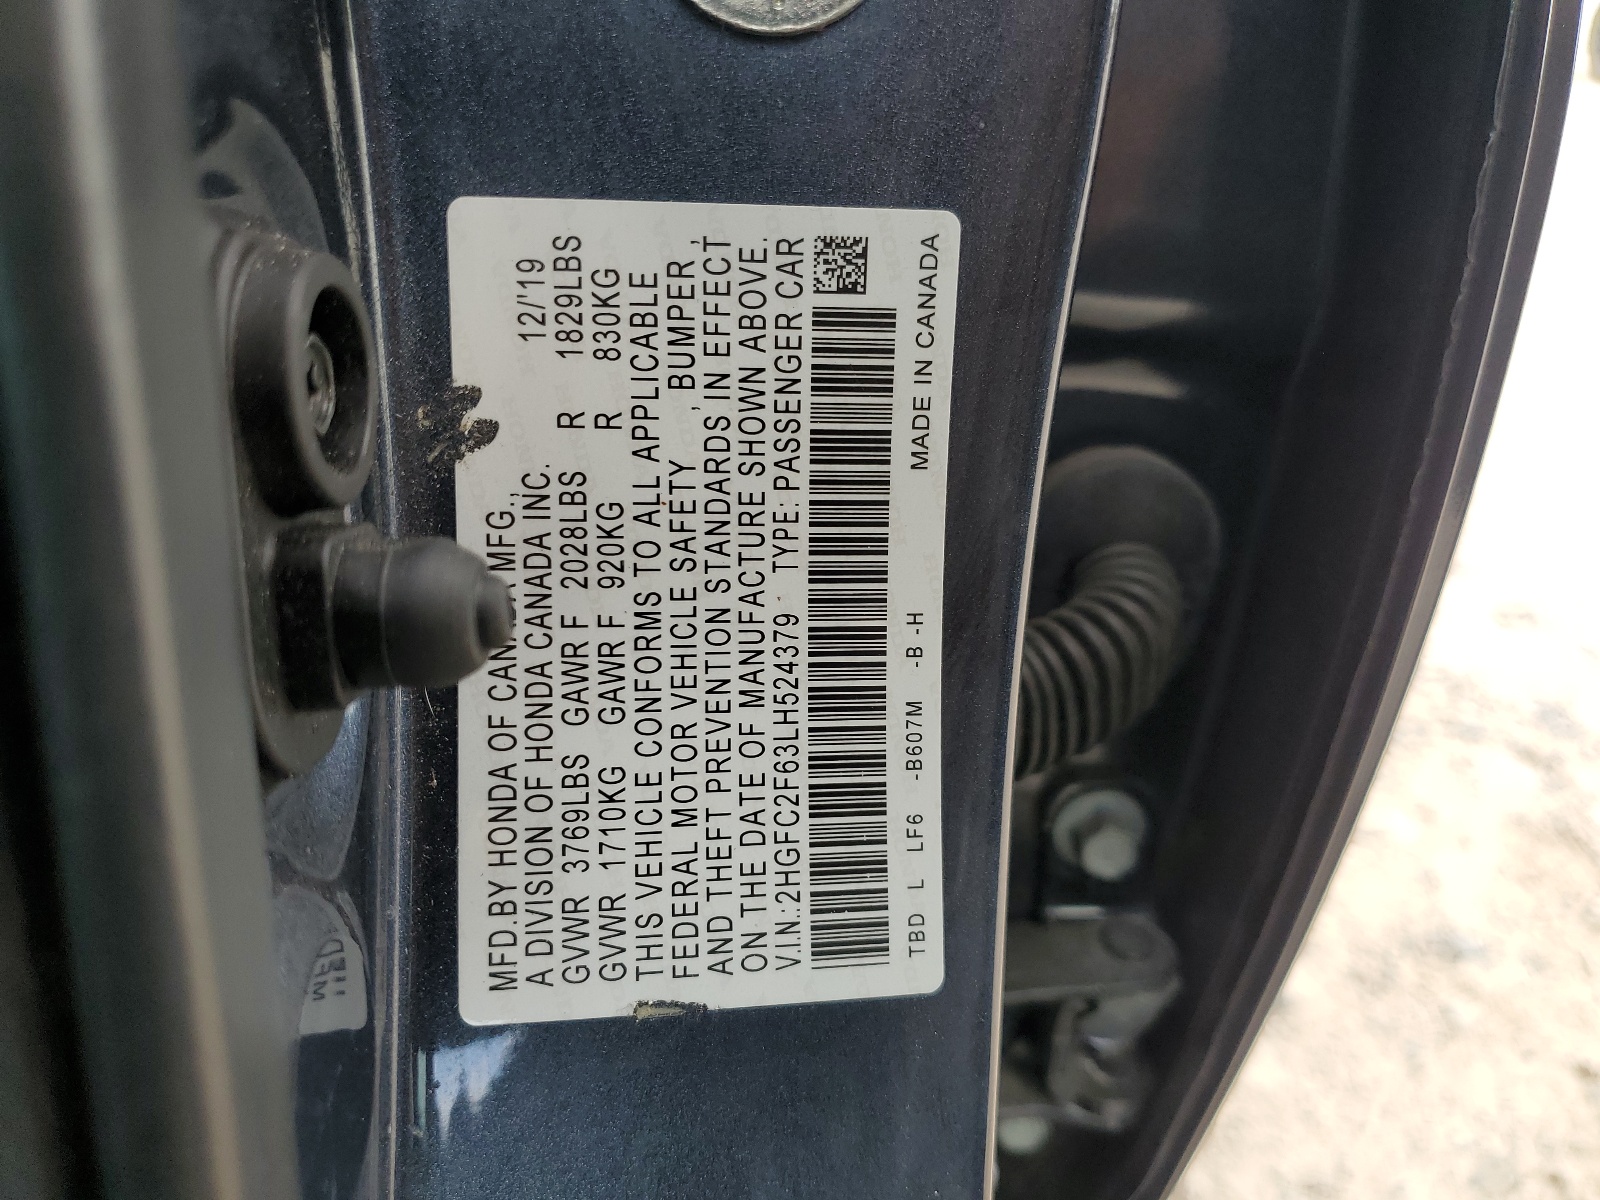 MFD.BY HONDA OF CANADA MFG., 12/'19
A DIVISION OF HONDA CANADA INC.
GVWR 3769LBS GAWR F 2028LBS R 1829LBS
GVWR 1710KG GAWR F 920KG R 830KG
THIS VEHICLE CONFORMS TO ALL APPLICABLE
FEDERAL MOTOR VEHICLE SAFETY , BUMPER ,
AND THEFT PREVENTION STANDARDS IN EFFECT
ON THE DATE OF MANUFACTURE SHOWN ABOVE.
V.I.N.:2HGFC2F63LH524379 TYPE: PASSENGER CAR
TBD L LF6 -B607M -B -H MADE IN CANADA